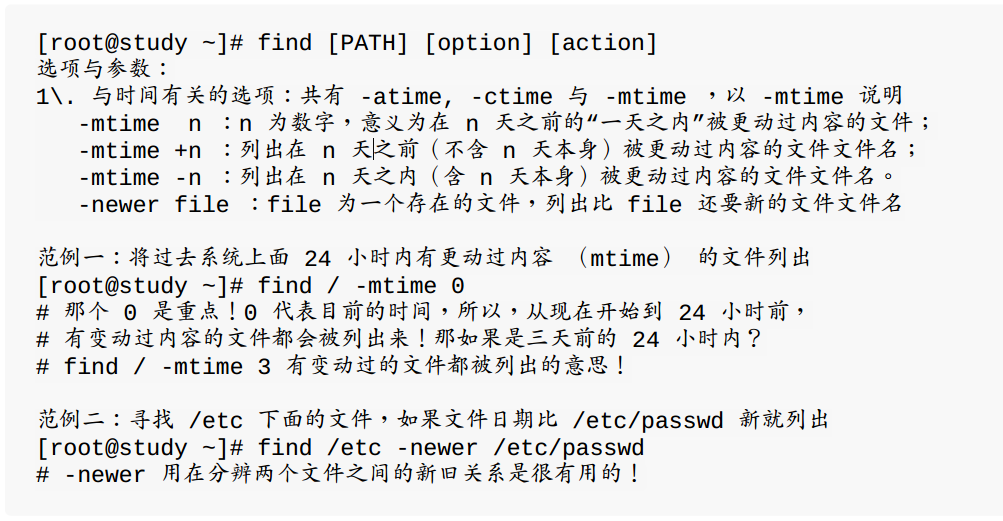 [root@study ~]# find [PATH] [option] [action]
选项与参数：
1\. 与时间有关的选项：共有 -atime, -ctime 与 -mtime ，以 -mtime 说明
-mtime  n ：n 为数字，意义为在 n 天之前的“一天之内”被更动过内容的文件；
-mtime +n ：列出在 n 天之前（不含 n 天本身）被更动过内容的文件文件名；
-mtime -n ：列出在 n 天之内（含 n 天本身）被更动过内容的文件文件名。
-newer file ：file 为一个存在的文件，列出比 file 还要新的文件文件名
范例一：将过去系统上面 24 小时内有更动过内容 （mtime） 的文件列出
[root@study ~]# find / -mtime 0
# 那个 0 是重点！0 代表目前的时间，所以，从现在开始到 24 小时前，
# 有变动过内容的文件都会被列出来！那如果是三天前的 24 小时内？
# find / -mtime 3 有变动过的文件都被列出的意思！
范例二：寻找 /etc 下面的文件，如果文件日期比 /etc/passwd 新就列出
[root@study ~]# find /etc -newer /etc/passwd
# -newer 用在分辨两个文件之间的新旧关系是很有用的！